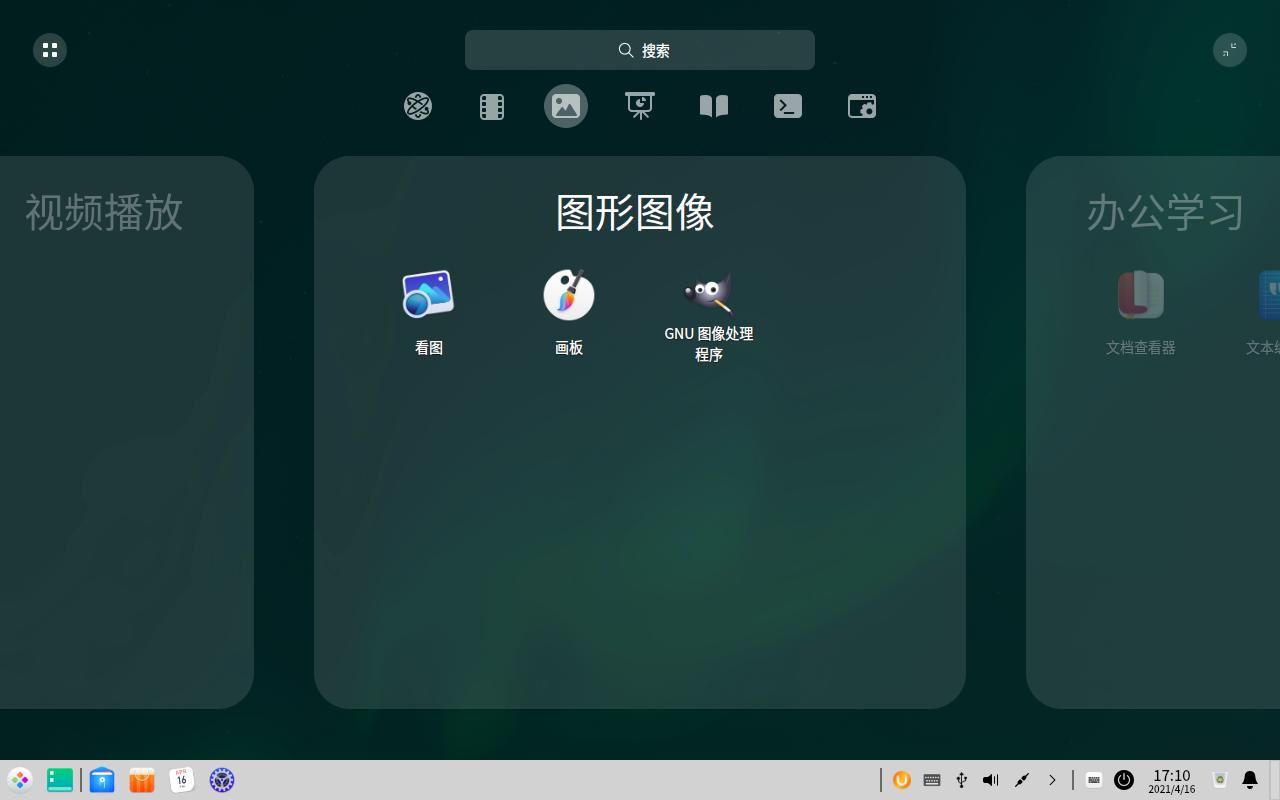 搜索
视频播放
图形图像
办公学习
看图
画板
GNU 图像处理
程序
文档查看器
文本编
APR
16
17:10
2021/4/16